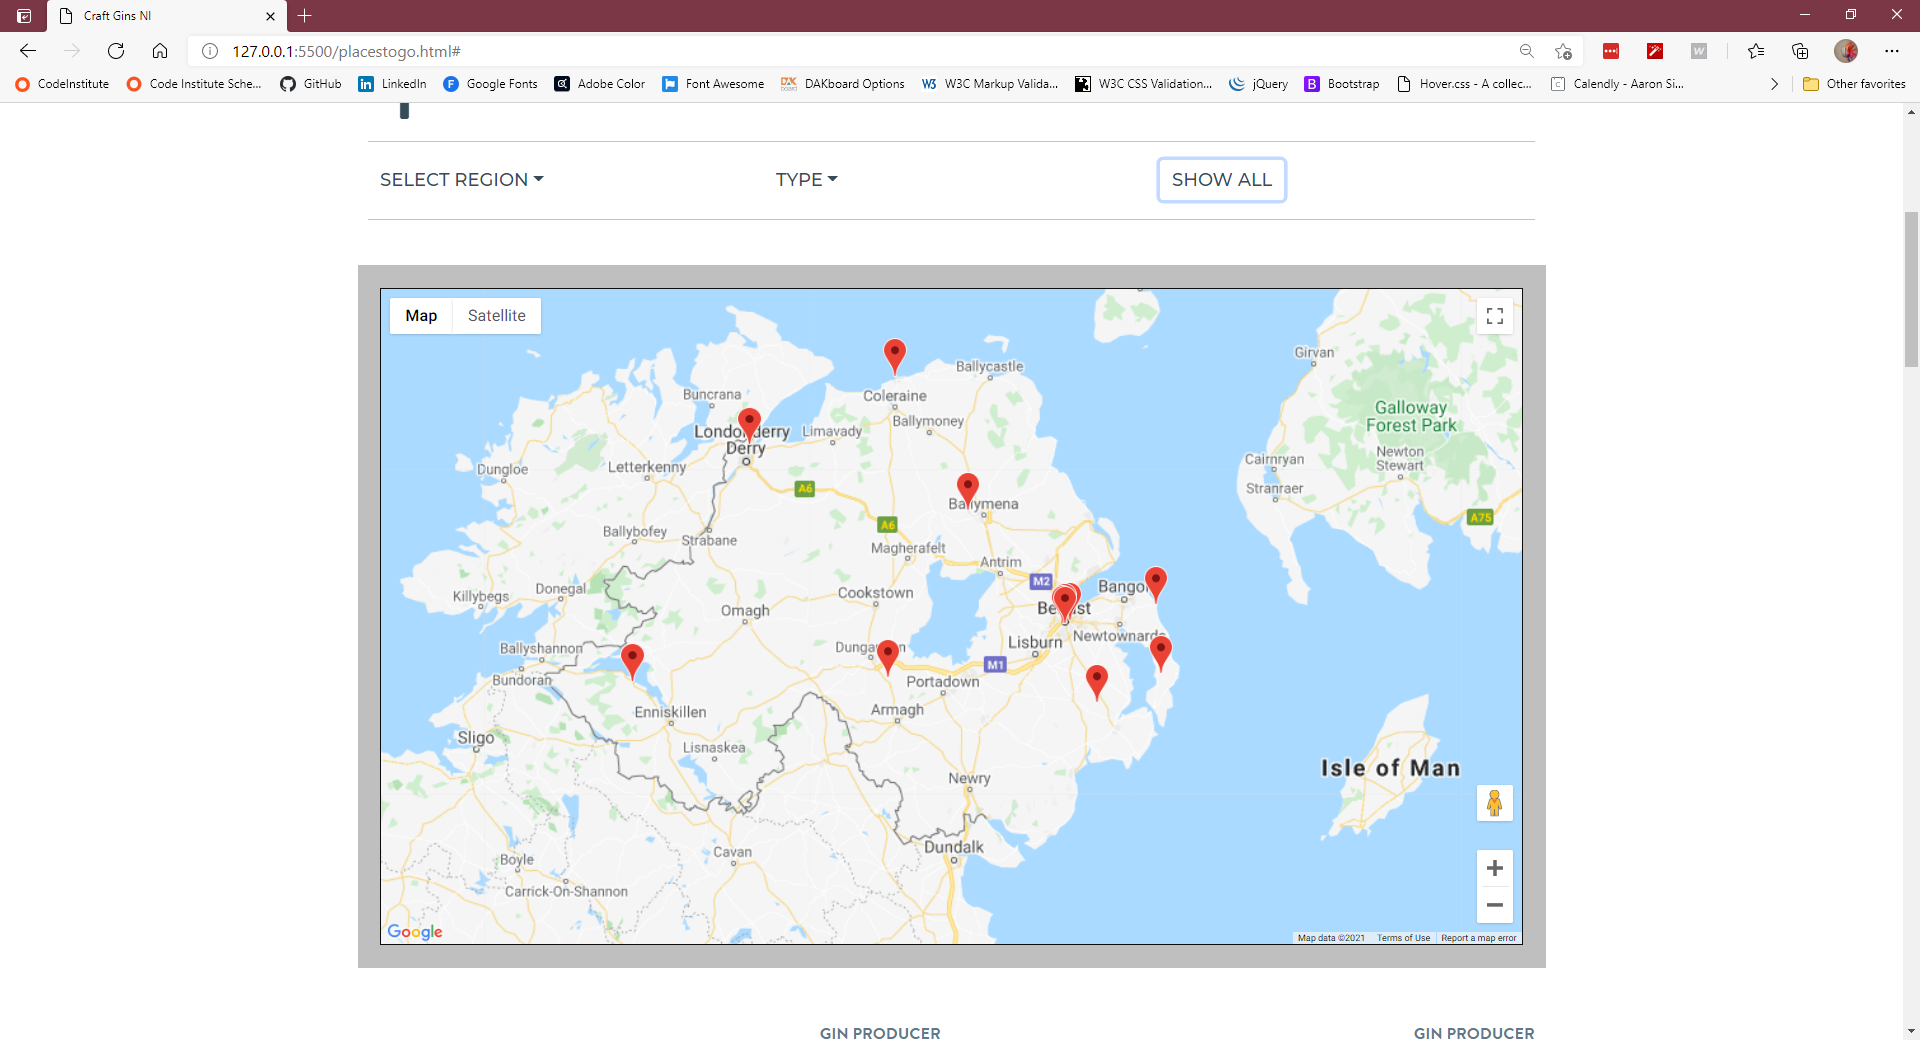 Craft Gins NI
127.0.0.1:5500/placestogo.html#
CodeInstitute
Code Institute Sche...
GitHub
LinkedIn
Google Fonts
Adobe Color
Font Awesome
DAKboard Options
W3C Markup Valida...
W3C CSS Validation...
jQuery
Bootstrap
Hover.css - A collec...
Calendly - Aaron Si...
Other favorites
SELECT REGION
TYPE
SHOW ALL
Map
Satellite
Girvan
Ballycastle
Buncrana
Coleraine
Galloway
Forest Park
Ballymoney
Londonderry
Derry
Limavady
Newton
Stewart
Cairnryan
Dungloe
Letterkenny
Stranraer
A6
Ballymena
A75
A6
Ballybofey
Strabane
Magherafelt
Antrim
M2
Bangor
Donegal
Killybegs
Cookstown
Omagh
Belfast
Newtownards
Lisburn
Ballyshannon
Dungannon
M1
Bundoran
Portadown
Enniskillen
Armagh
Sligo
Lisnaskea
Isle of Man
Newry
Dundalk
Cavan
Boyle
Carrick-On-Shannon
Google
Map data ©2021
Terms of Use
Report a map error
GIN PRODUCER
GIN PRODUCER